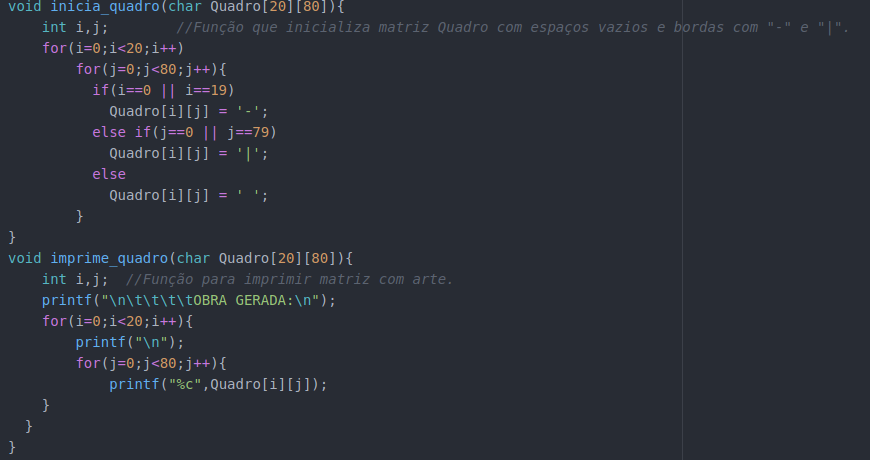 void inicia_quadro(char Quadro[20][80]){
    int i,j;        //Função que inicializa matriz Quadro com espaços vazios e bordas com "-" e "|".
    for(i=0;i<20;i++)
        for(j=0;j<80;j++){
          if(i==0 || i==19)
            Quadro[i][j] = '-';
          else if(j==0 || j==79)
            Quadro[i][j] = '|';
          else
            Quadro[i][j] = ' ';
        }
}
void imprime_quadro(char Quadro[20][80]){
    int i,j;  //Função para imprimir matriz com arte.
    printf("\n\t\t\t\tOBRA GERADA:\n");
    for(i=0;i<20;i++){
        printf("\n");
        for(j=0;j<80;j++){
            printf("%c",Quadro[i][j]);
    }
  }
}